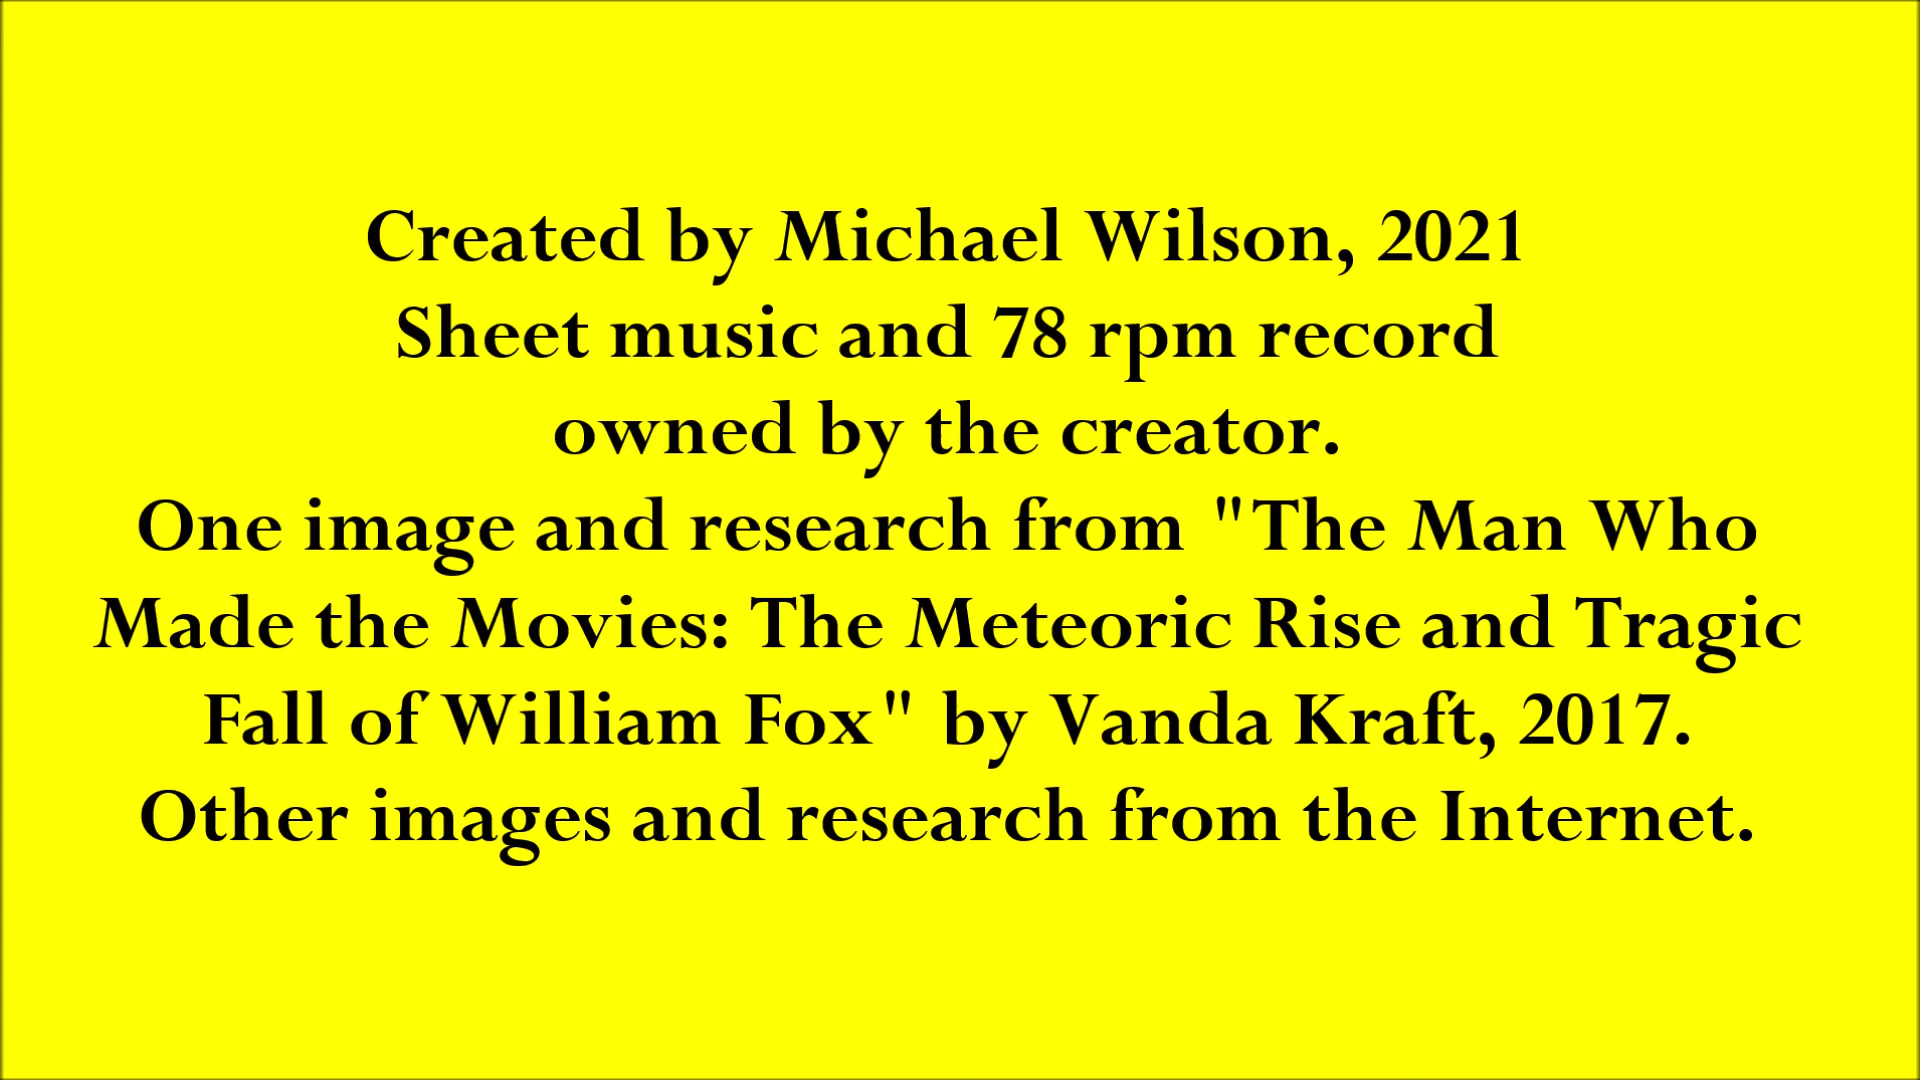 Created by Michael Wilson, 2021
Sheet music and 78 rpm record
owned by the creator.
One image and research from "The Man Who
Made the Movies: The Meteoric Rise and Tragic
Fall of William Fox" by Vanda Kraft, 2017.
Other images and research from the Internet.